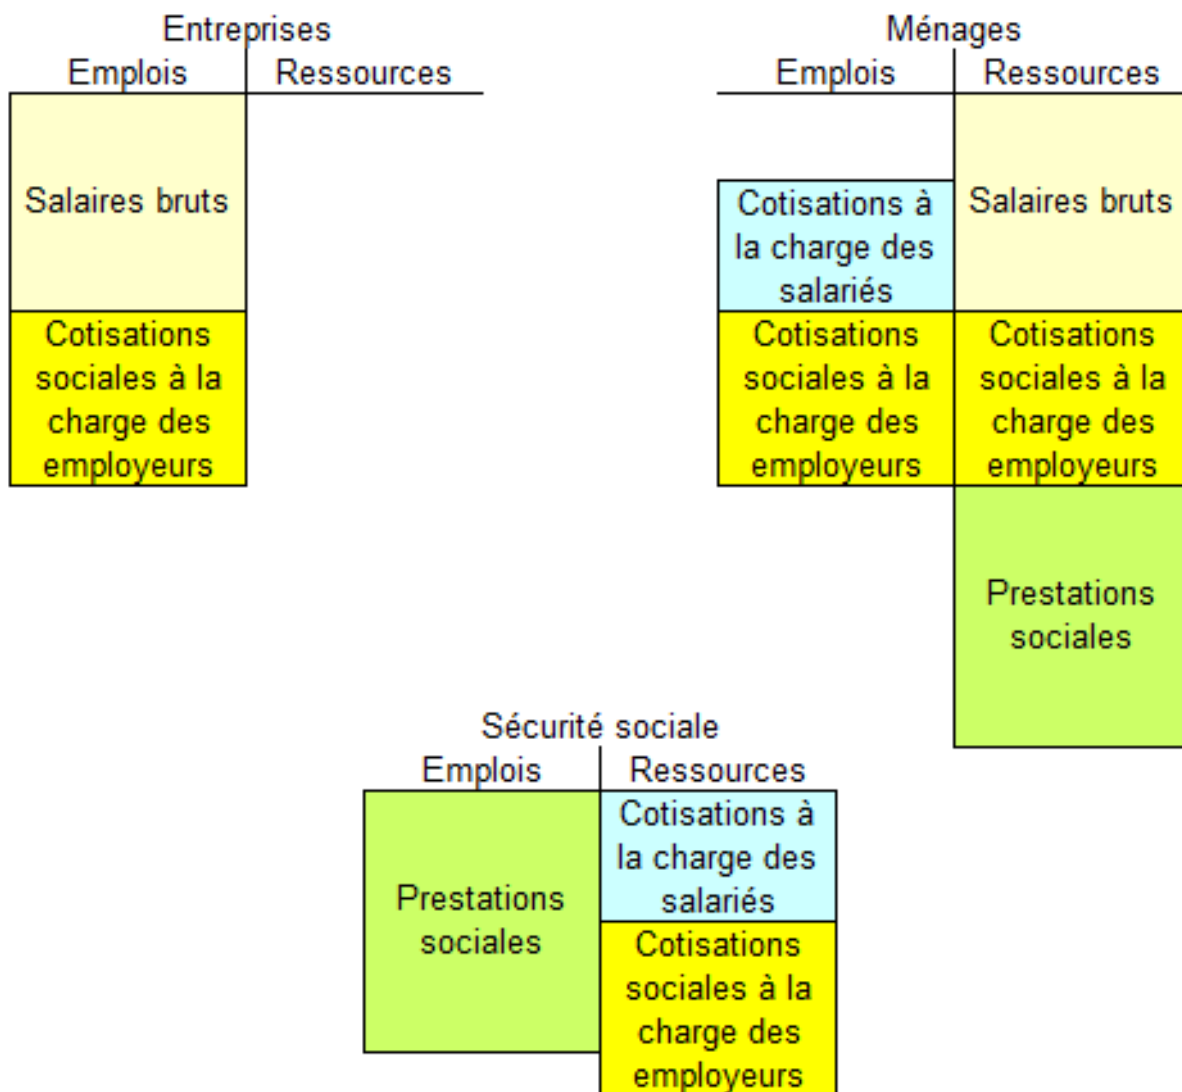 Entreprises
Emplois
Ressources
Salaires bruts
Cotisations
sociales à la
charge des
employeurs
Ménages
Emplois
Ressources
Cotisations à
la charge des
salariés
Cotisations
sociales à la
charge des
employeurs
Salaires bruts
Cotisations
sociales à la
charge des
employeurs
Prestations
sociales
Sécurité sociale
Emplois
Ressources
Prestations
sociales
Cotisations à
la charge des
salariés
Cotisations
sociales à la
charge des
employeurs